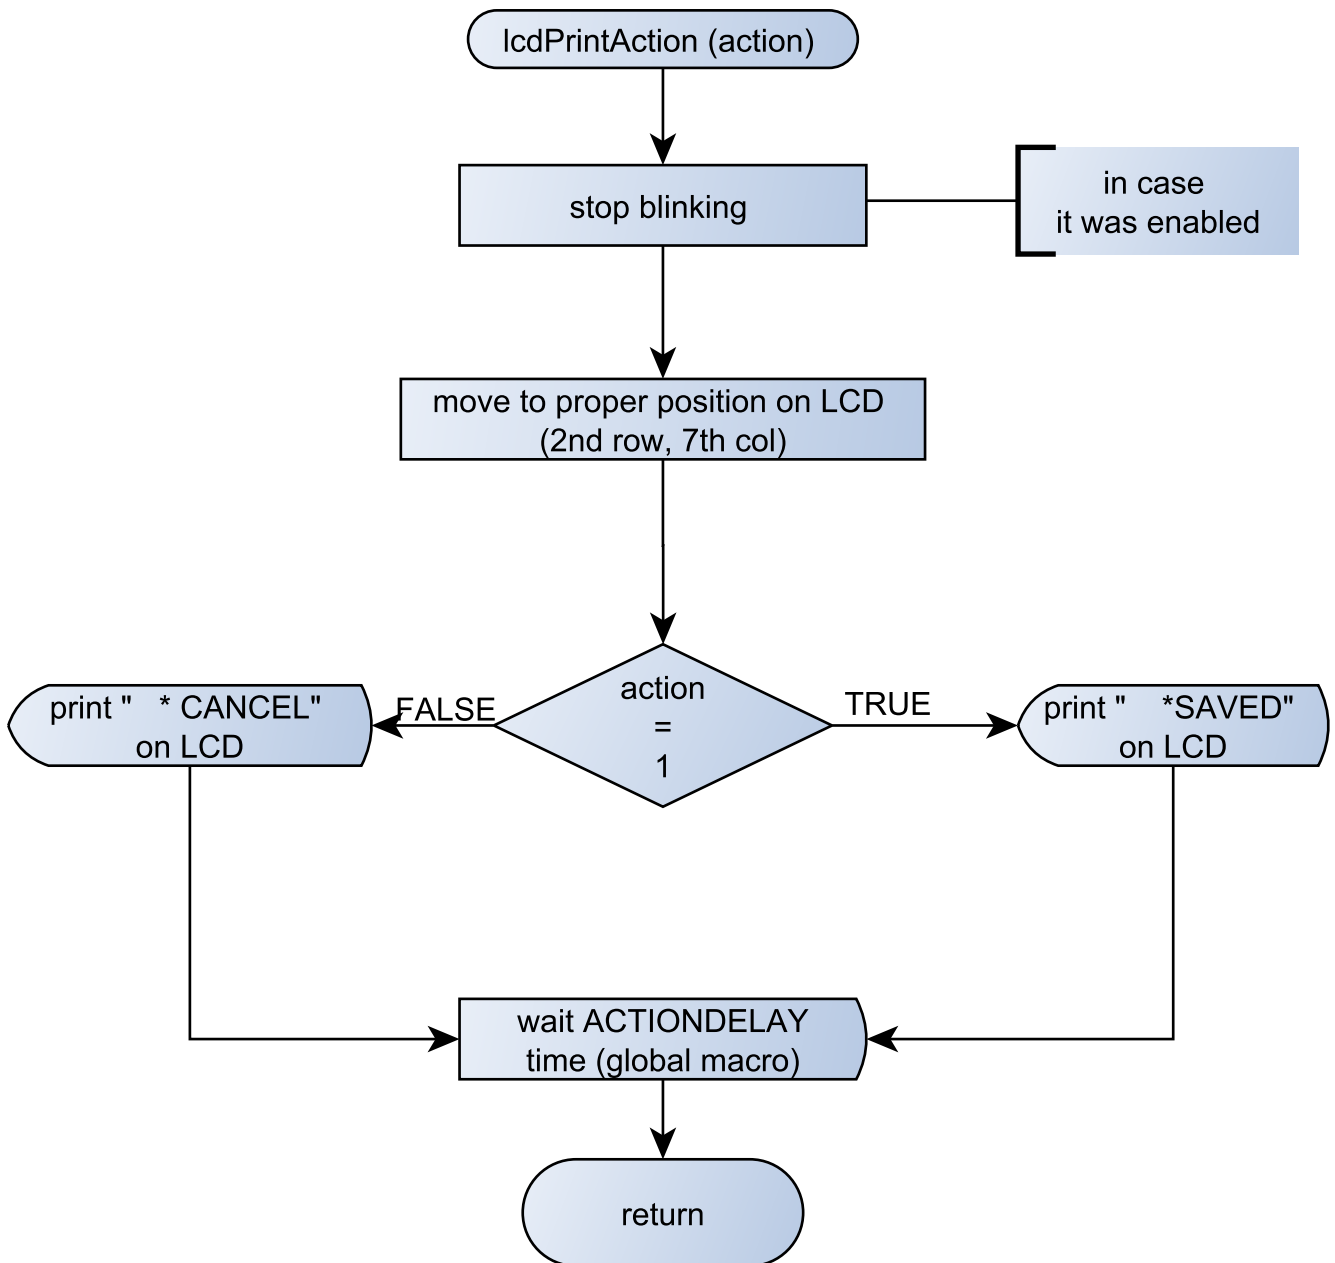 lcdPrintAction (action)
stop blinking
in case
it was enabled
move to proper position on LCD
(2nd row, 7th col)
action
=
1
FALSE
TRUE
print "   * CANCEL"
on LCD
print "    *SAVED"
on LCD
wait ACTIONDELAY
time (global macro)
return